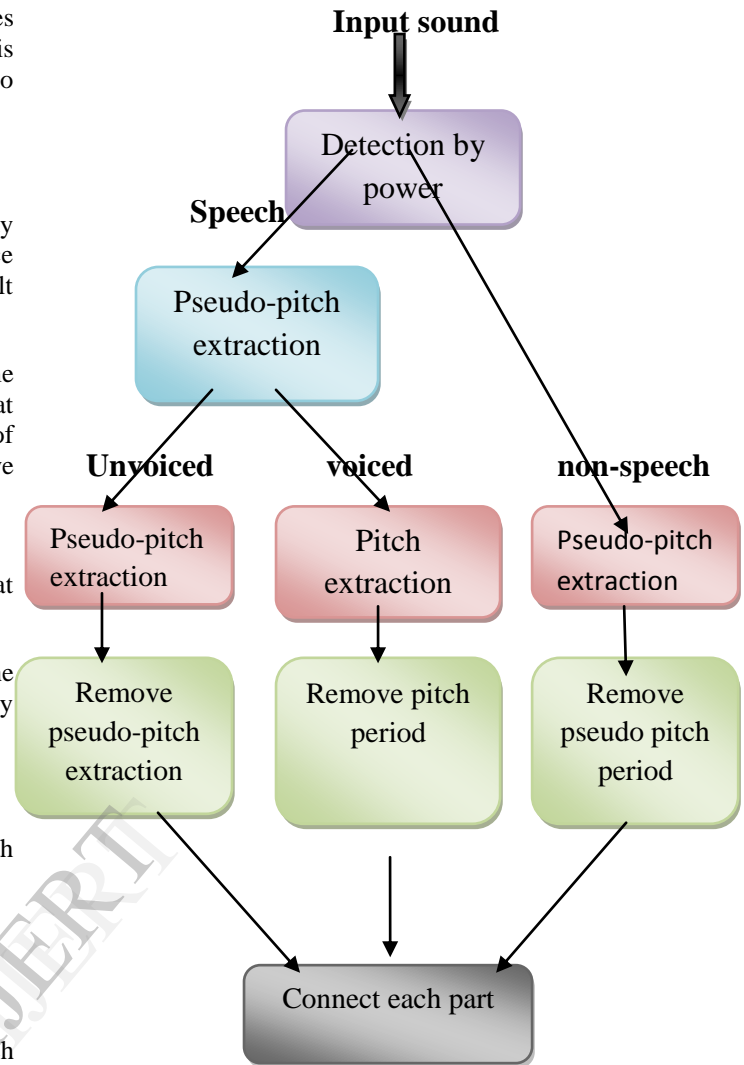 Input sound
Detection by
power
Speech
Pseudo-pitch
extraction
Unvoiced
voiced
non-speech
Pseudo-pitch
extraction
Pitch
extraction
Pseudo-pitch
extraction
Remove
pseudo-pitch
extraction
Remove pitch
period
Remove
pseudo pitch
period
Connect each part
JERT